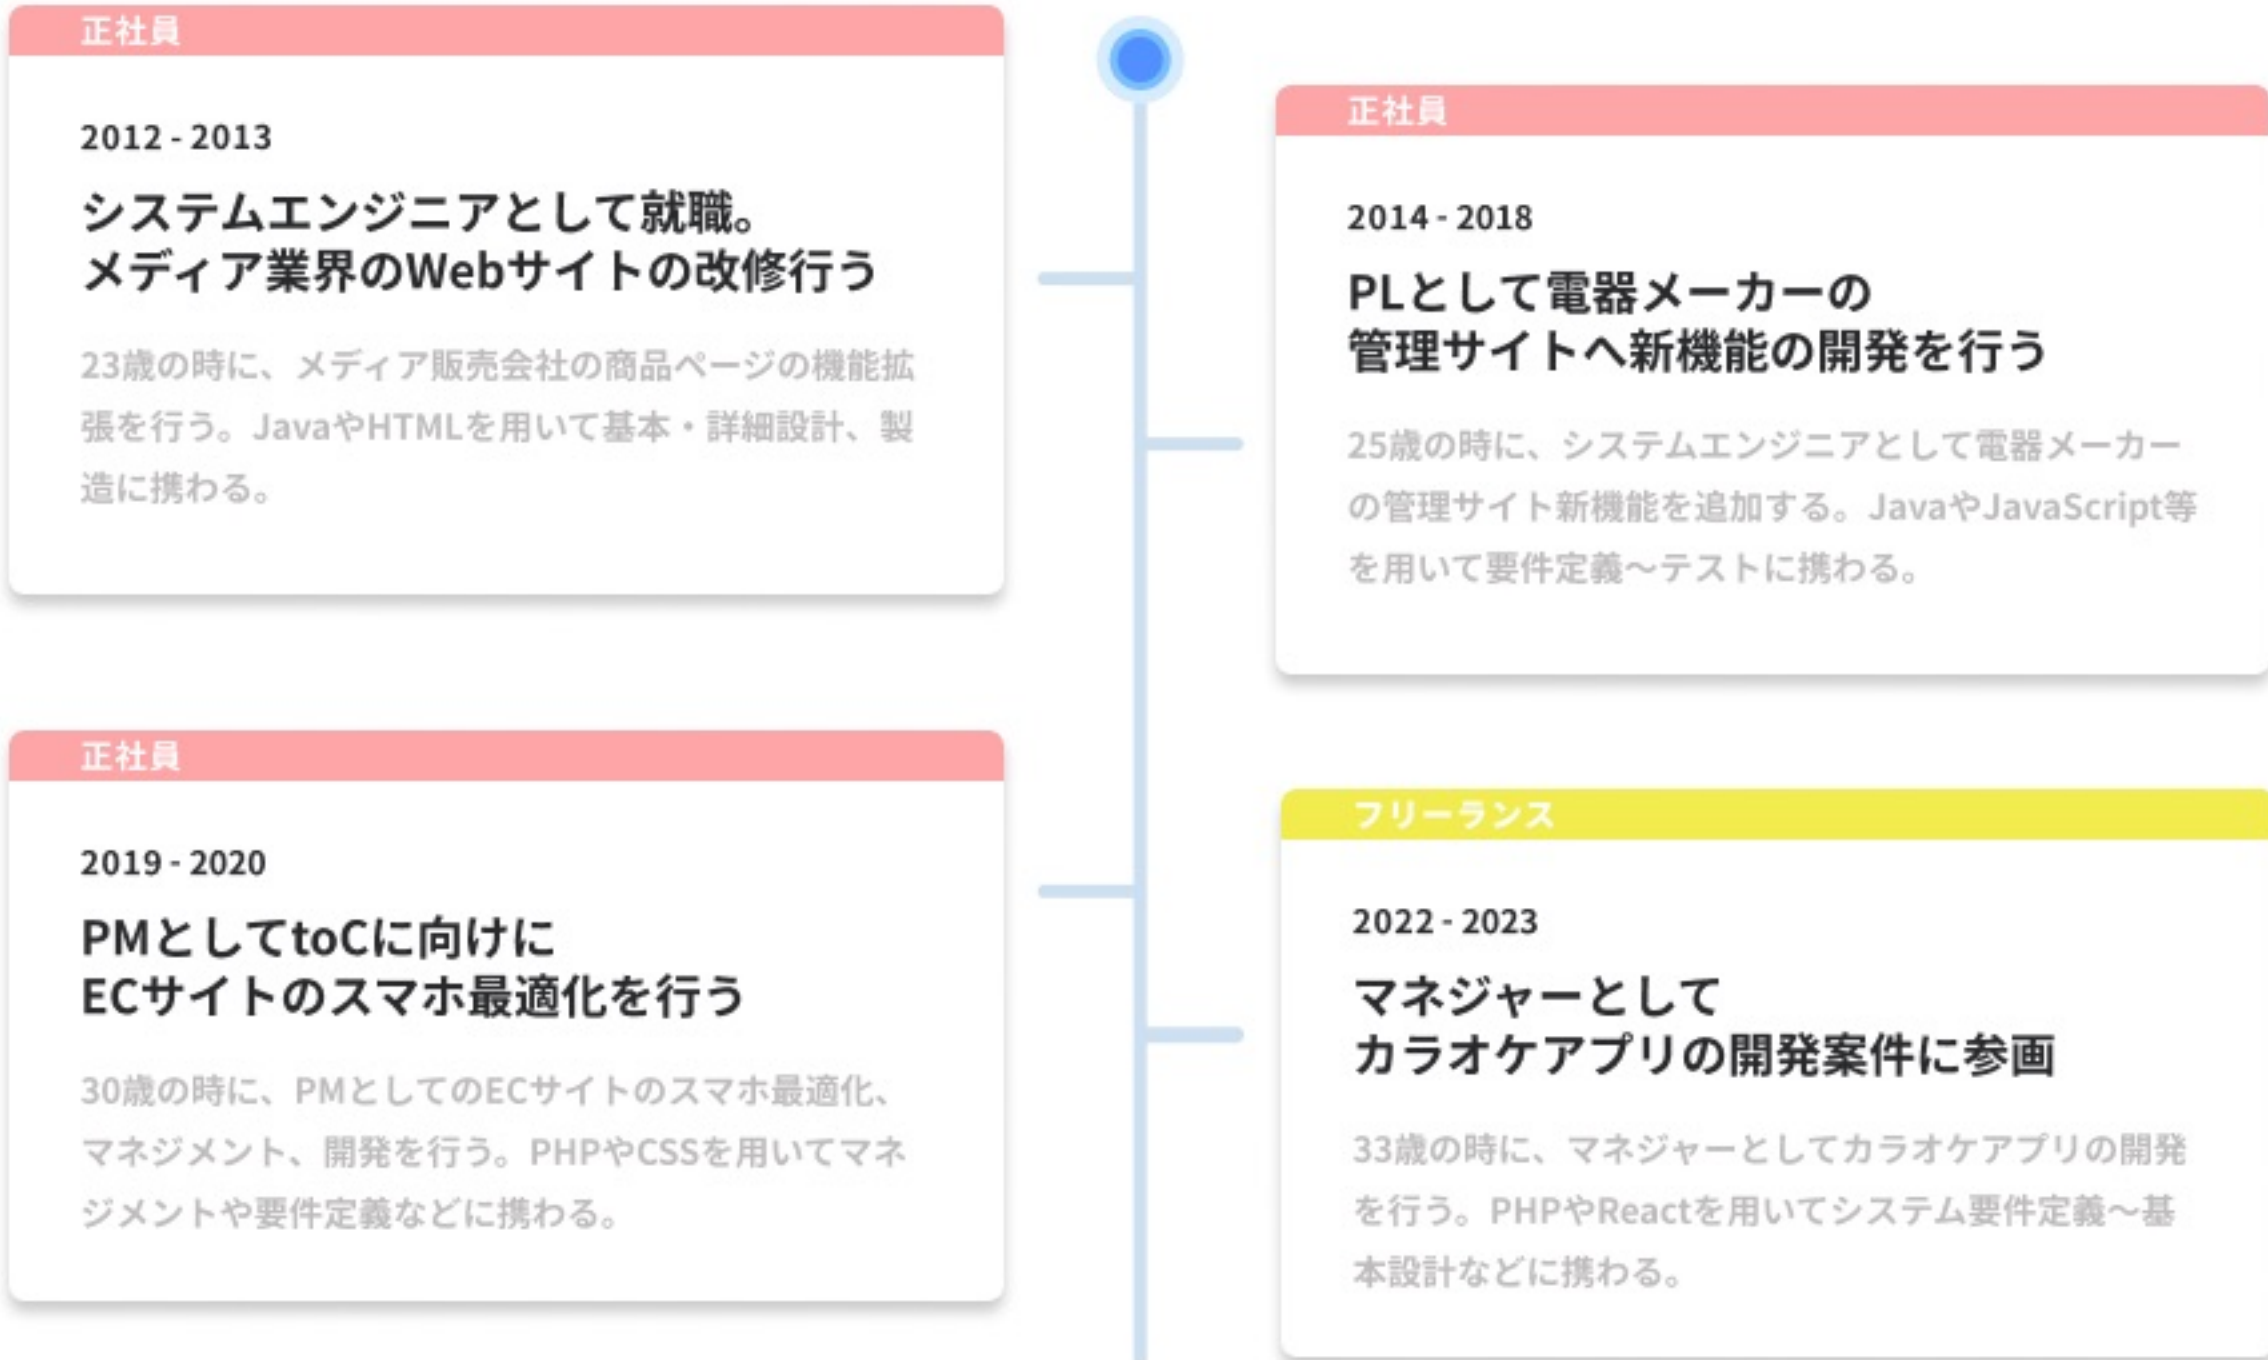 正社員
2012 - 2013
システムエンジニアとして就職。
メディア業界のWebサイトの改修行う
23歳の時に、メディア販売会社の商品ページの機能拡
張を行う。JavaやHTMLを用いて基本・詳細設計、製
造に携わる。
正社員
2014 - 2018
PLとして電器メーカーの
管理サイトへ新機能の開発を行う
25歳の時に、システムエンジニアとして電器メーカー
の管理サイト新機能を追加する。JavaやJavaScript等
を用いて要件定義〜テストに携わる。
正社員
2019 - 2020
PMとしてtoCに向けに
ECサイトのスマホ最適化を行う
30歳の時に、PMとしてのECサイトのスマホ最適化、
マネジメント、開発を行う。PHPやCSSを用いてマネ
ジメントや要件定義などに携わる。
フリーランス
2022 - 2023
マネジャーとして
カラオケアプリの開発案件に参画
33歳の時に、マネジャーとしてカラオケアプリの開発
を行う。PHPやReactを用いてシステム要件定義〜基
本設計などに携わる。